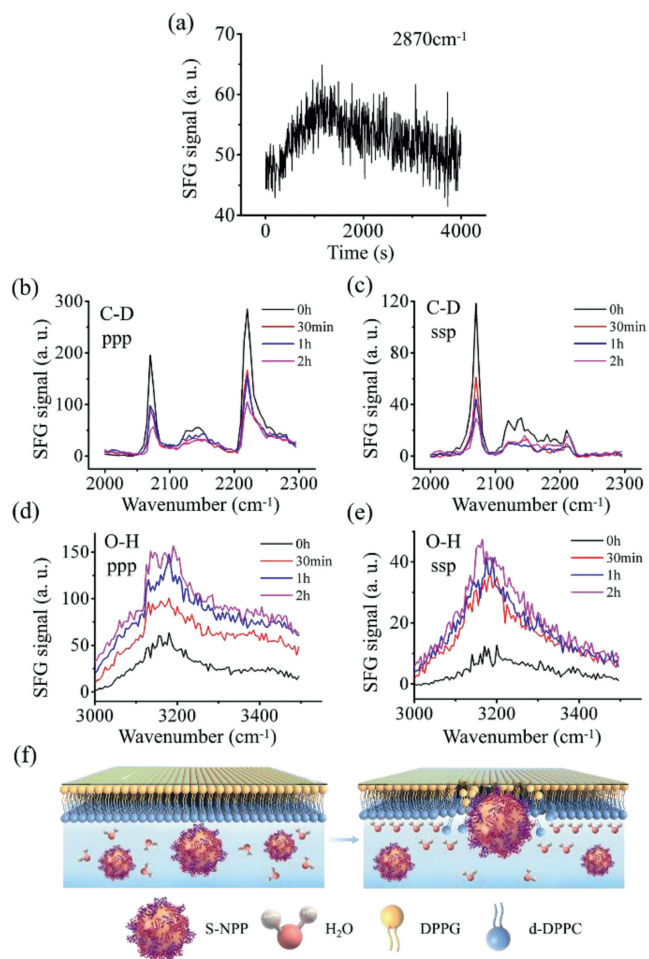 (a)
2870cm⁻¹
SFG signal (a. u.)
70
60
50
40
0
2000
4000
Time (s)
(b)
C-D
ppp
0h
30min
1h
2h
SFG signal (a. u.)
300
200
100
0
2000
2100
2200
2300
Wavenumber (cm⁻¹)
(c)
C-D
ssp
0h
30min
1h
2h
SFG signal (a. u.)
120
80
40
0
2000
2100
2200
2300
Wavenumber (cm⁻¹)
(d)
O-H
ppp
0h
30min
1h
2h
SFG signal (a. u.)
150
100
50
0
3000
3200
3400
Wavenumber (cm⁻¹)
(e)
O-H
ssp
0h
30min
1h
2h
SFG signal (a. u.)
40
20
0
3000
3200
3400
Wavenumber (cm⁻¹)
(f)
S-NPP
H₂O
DPPG
d-DPPC